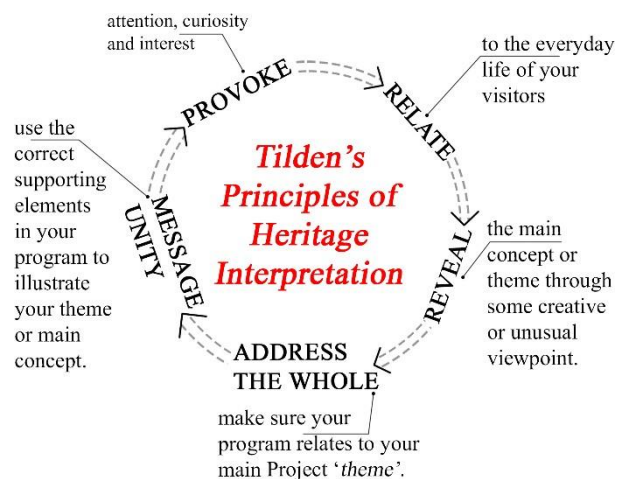 attention, curiosity
and interest
PROVOKE
to the everyday
life of your
visitors
RELATE
Tilden's
Principles of
Heritage
Interpretation
the main
concept or
theme through
some creative
or unusual
viewpoint.
REVEAL
ADDRESS
THE WHOLE
make sure your
program relates to your
main Project ‘theme’.
use the
correct
supporting
elements
in your
program to
illustrate
your theme
or main
concept.
MESSAGE
UNITY